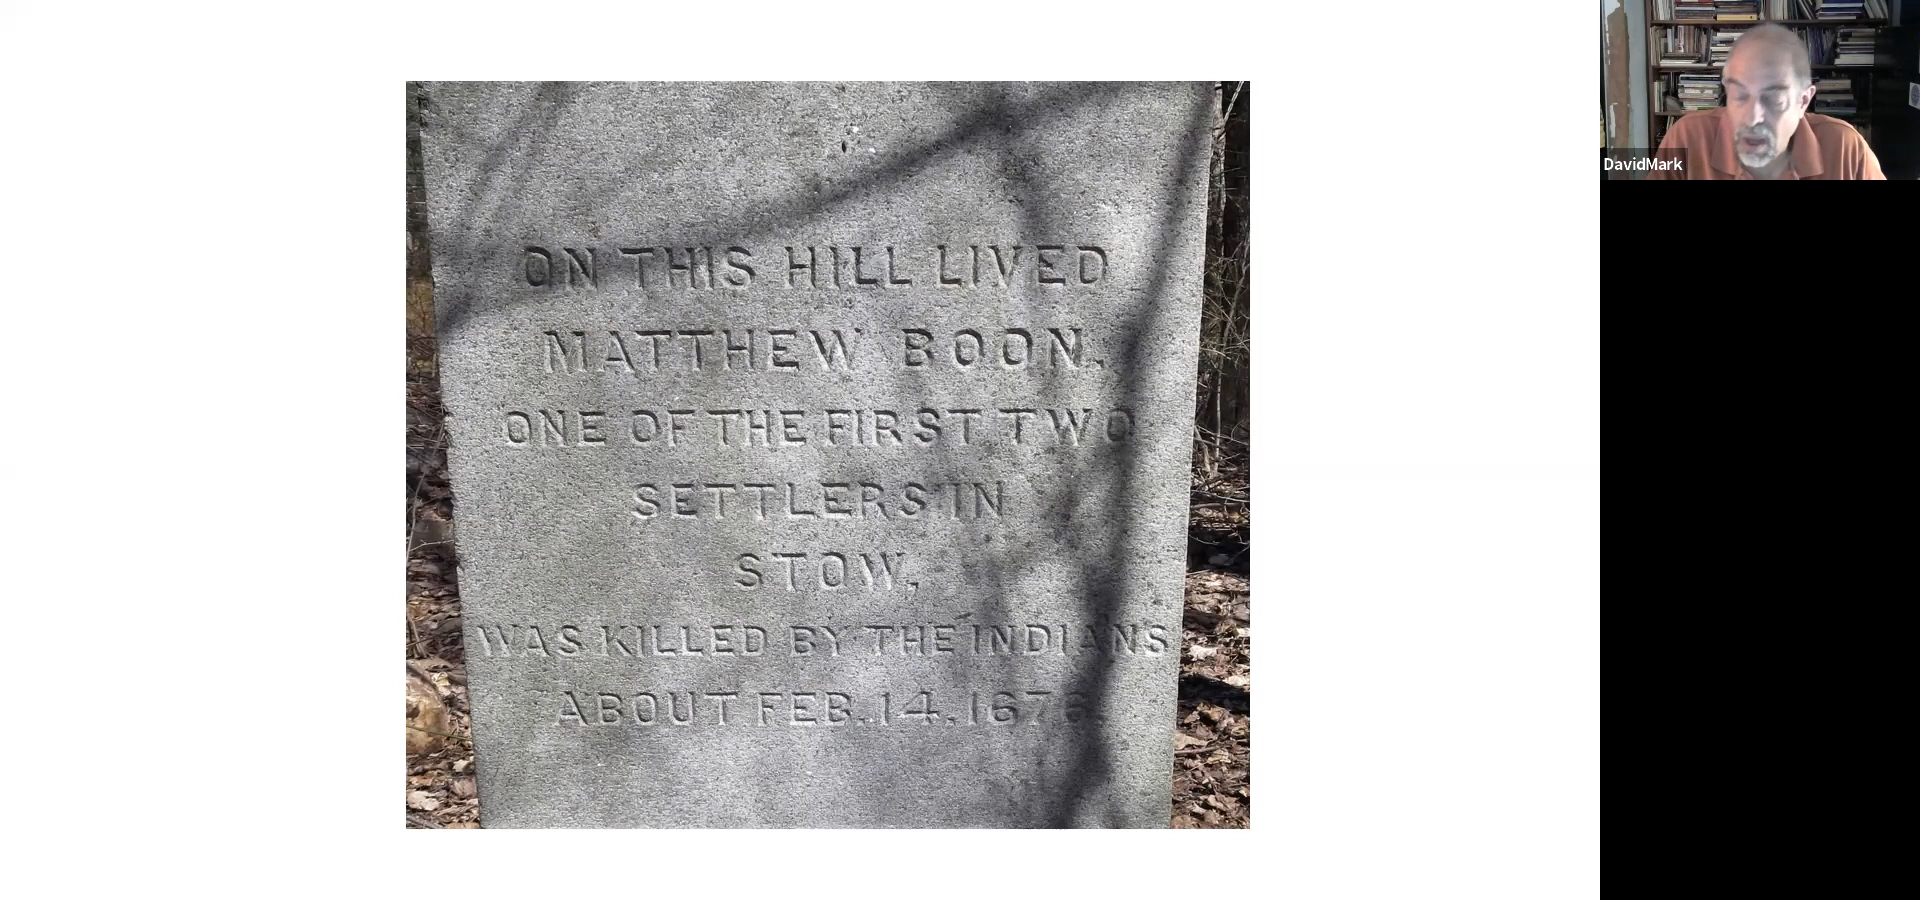 ON THIS HILL LIVED
MATTHEW BOON.
ONE OF THE FIRST TWO
SETTLERS IN
STOW,
WAS KILLED BY THE INDIANS
ABOUT FEB. 14. 1676.
DavidMark